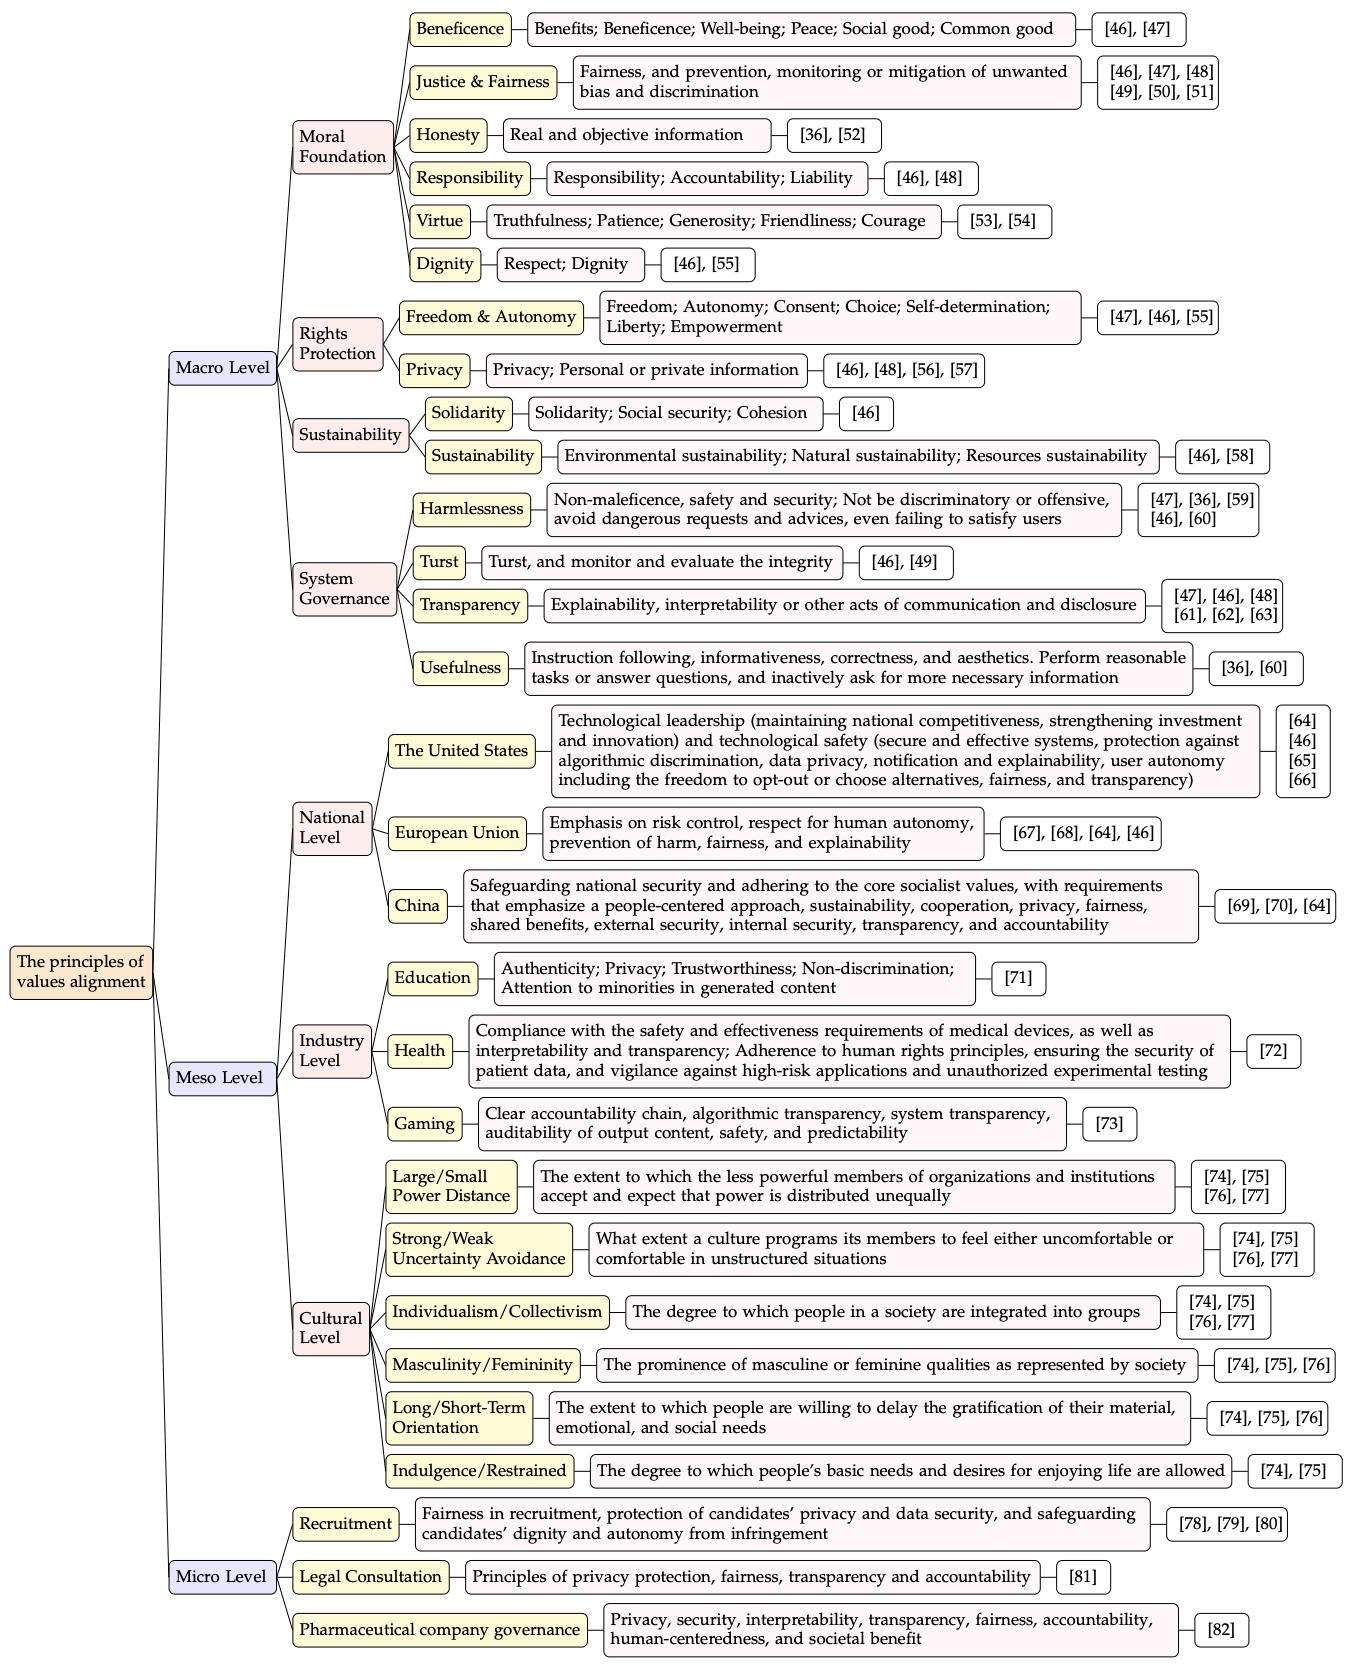 The principles of
values alignment
Macro Level
Moral
Foundation
Beneficence
Benefits; Beneficence; Well-being; Peace; Social good; Common good
[46], [47]
Justice & Fairness
Fairness, and prevention, monitoring or mitigation of unwanted
bias and discrimination
[46], [47], [48]
[49], [50], [51]
Honesty
Real and objective information
[36], [52]
Responsibility
Responsibility; Accountability; Liability
[46], [48]
Virtue
Truthfulness; Patience; Generosity; Friendliness; Courage
[53], [54]
Dignity
Respect; Dignity
[46], [55]
Rights
Protection
Freedom & Autonomy
Freedom; Autonomy; Consent; Choice; Self-determination;
Liberty; Empowerment
[47], [46], [55]
Privacy
Privacy; Personal or private information
[46], [48], [56], [57]
Sustainability
Solidarity
Solidarity; Social security; Cohesion
[46]
Sustainability
Environmental sustainability; Natural sustainability; Resources sustainability
[46], [58]
System
Governance
Harmlessness
Non-maleficence, safety and security; Not be discriminatory or offensive,
avoid dangerous requests and advices, even failing to satisfy users
[47], [36], [59]
[46], [60]
Turst
Turst, and monitor and evaluate the integrity
[46], [49]
Transparency
Explainability, interpretability or other acts of communication and disclosure
[47], [46], [48]
[61], [62], [63]
Usefulness
Instruction following, informativeness, correctness, and aesthetics. Perform reasonable
tasks or answer questions, and inactively ask for more necessary information
[36], [60]
Meso Level
National
Level
The United States
Technological leadership (maintaining national competitiveness, strengthening investment
and innovation) and technological safety (secure and effective systems, protection against
algorithmic discrimination, data privacy, notification and explainability, user autonomy
including the freedom to opt-out or choose alternatives, fairness, and transparency)
[64]
[46]
[65]
[66]
European Union
Emphasis on risk control, respect for human autonomy,
prevention of harm, fairness, and explainability
[67], [68], [64], [46]
China
Safeguarding national security and adhering to the core socialist values, with requirements
that emphasize a people-centered approach, sustainability, cooperation, privacy, fairness,
shared benefits, external security, internal security, transparency, and accountability
[69], [70], [64]
Industry
Level
Education
Authenticity; Privacy; Trustworthiness; Non-discrimination;
Attention to minorities in generated content
[71]
Health
Compliance with the safety and effectiveness requirements of medical devices, as well as
interpretability and transparency; Adherence to human rights principles, ensuring the security of
patient data, and vigilance against high-risk applications and unauthorized experimental testing
[72]
Gaming
Clear accountability chain, algorithmic transparency, system transparency,
auditability of output content, safety, and predictability
[73]
Cultural
Level
Large/Small
Power Distance
The extent to which the less powerful members of organizations and institutions
accept and expect that power is distributed unequally
[74], [75]
[76], [77]
Strong/Weak
Uncertainty Avoidance
What extent a culture programs its members to feel either uncomfortable or
comfortable in unstructured situations
[74], [75]
[76], [77]
Individualism/Collectivism
The degree to which people in a society are integrated into groups
[74], [75]
[76], [77]
Masculinity/Femininity
The prominence of masculine or feminine qualities as represented by society
[74], [75], [76]
Long/Short-Term
Orientation
The extent to which people are willing to delay the gratification of their material,
emotional, and social needs
[74], [75], [76]
Indulgence/Restrained
The degree to which people's basic needs and desires for enjoying life are allowed
[74], [75]
Micro Level
Recruitment
Fairness in recruitment, protection of candidates' privacy and data security, and safeguarding
candidates' dignity and autonomy from infringement
[78], [79], [80]
Legal Consultation
Principles of privacy protection, fairness, transparency and accountability
[81]
Pharmaceutical company governance
Privacy, security, interpretability, transparency, fairness, accountability,
human-centeredness, and societal benefit
[82]